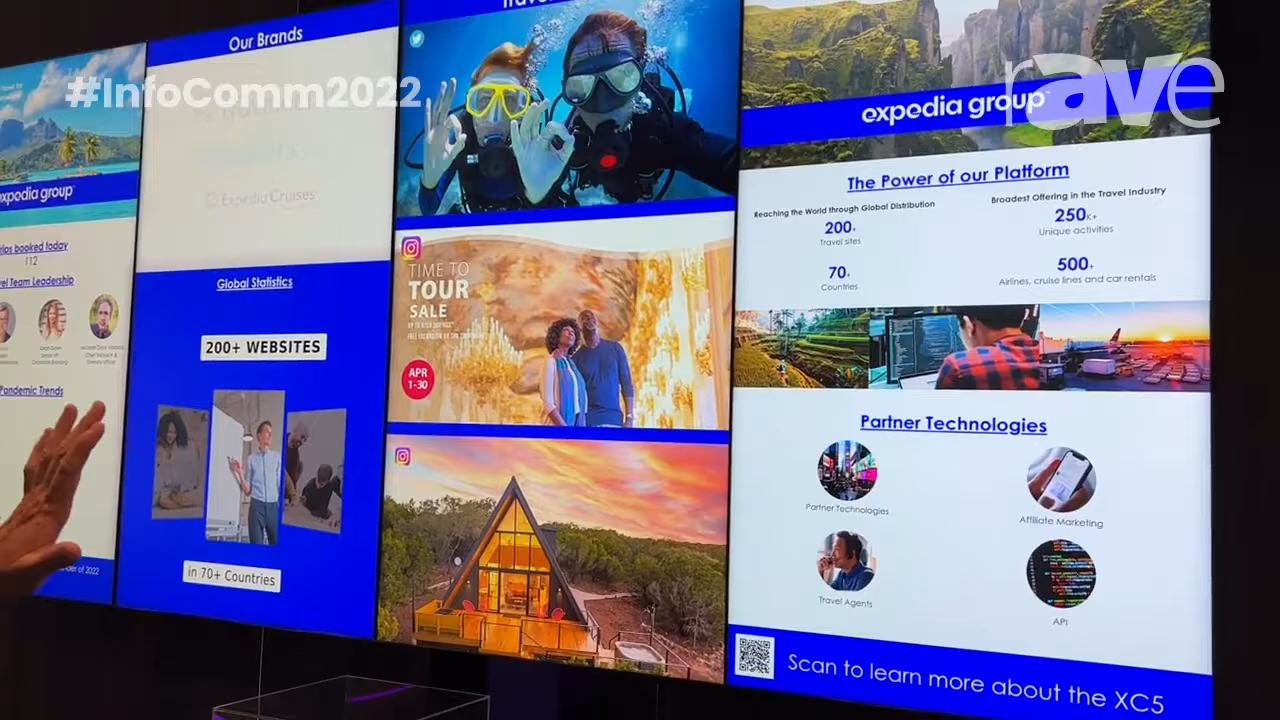 #InfoComm2022
rave
expedia group
trips booked today
112
Team Leadership
Pandemic Trends
of 2022
Our Brands
Expedia Cruises
Global Statistics
200+ WEBSITES
in 70+ Countries
TIME TO
TOUR
SALE
APR
1-30
expedia group™
The Power of our Platform
Reaching the World through Global Distribution
200+
Travel sites
70+
Countries
Broadest Offering in the Travel Industry
250K+
Unique activities
500+
Airlines, cruise lines and car rentals
Partner Technologies
Partner Technologies
Affiliate Marketing
Travel Agents
API
Scan to learn more about the XC5